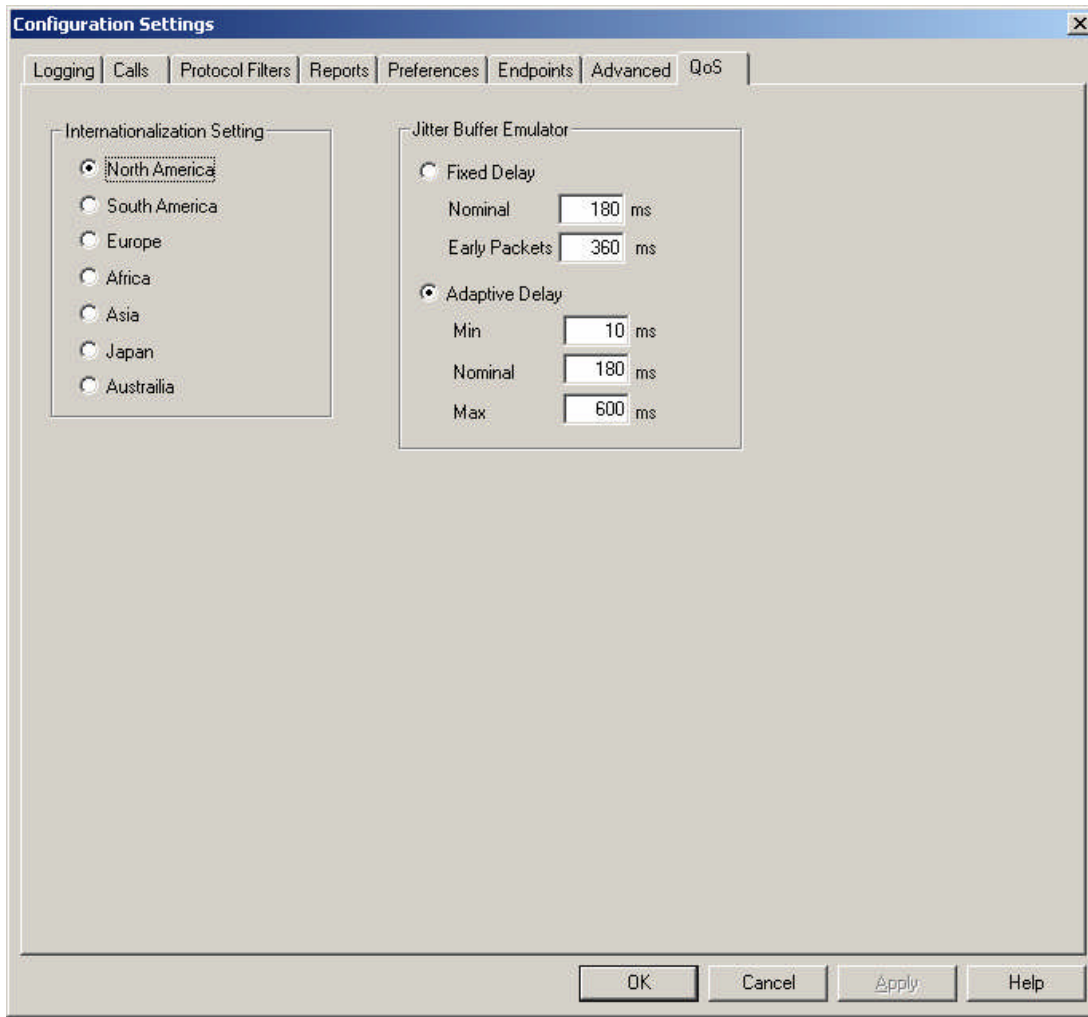 Configuration Settings
Logging Calls Protocol Filters Reports Preferences Endpoints Advanced QoS
Internationalization Setting
North America
South America
Europe
Africa
Asia
Japan
Austrailia
Jitter Buffer Emulator
Fixed Delay
Nominal 180 ms
Early Packets 360 ms
Adaptive Delay
Min 10 ms
Nominal 180 ms
Max 600 ms
OK Cancel Apply Help